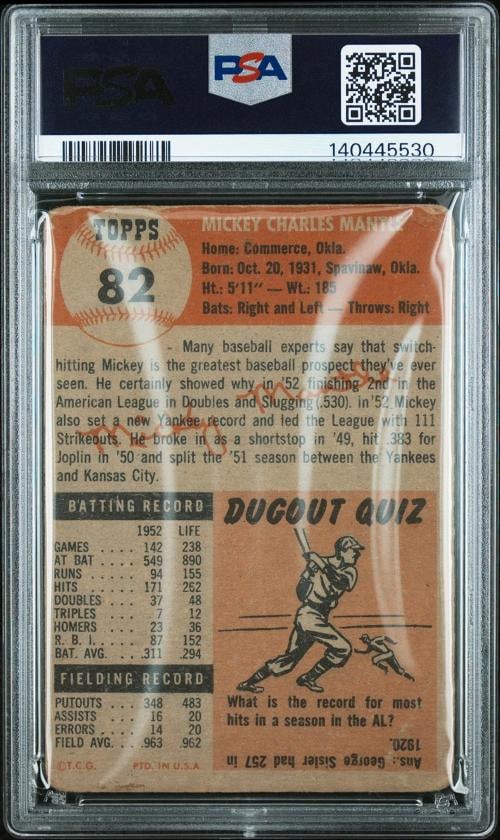 PSA
PSA
140445530
TOPPS
82
MICKEY CHARLES MANTLE
Home: Commerce, Okla.
Born: Oct. 20, 1931, Spavinaw, Okla.
Ht.: 5'11" — Wt.: 185
Bats: Right and Left — Throws: Right
- Many baseball experts say that switch-
hitting Mickey is the greatest baseball prospect they've ever
seen. He certainly showed why in '52 finishing 2nd in the
American League in Doubles and Slugging (.530). In '52 Mickey
also set a new Yankee record and led the League with 111
Strikeouts. He broke in as a shortstop in '49, hit .383 for
Joplin in '50 and split the '51 season between the Yankees
and Kansas City.
Mickey Mantle
BATTING RECORD
1952 LIFE
GAMES .... 142 238
AT BAT .... 549 890
RUNS .... 94 155
HITS .... 171 262
DOUBLES ... 37 48
TRIPLES ... 7 12
HOMERS ... 23 36
R. B. I. .... 87 152
BAT. AVG. ... .311 .294
FIELDING RECORD
PUTOUTS ... 348 483
ASSISTS .... 16 20
ERRORS .... 14 20
FIELD AVG. .. .963 .962
©T.C.G. PTD. IN U.S.A.
DUGOUT QUIZ
What is the record for most
hits in a season in the AL?
Ans.: George Sisler had 257 in
1920.